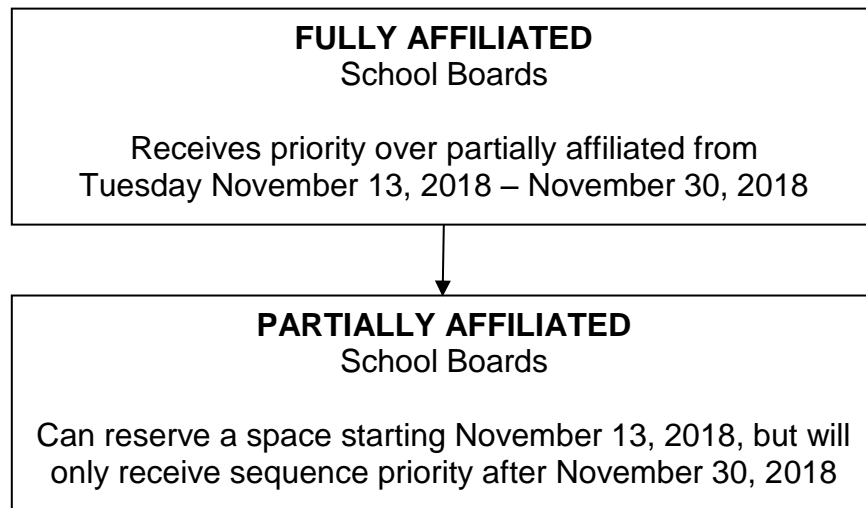 FULLY AFFILIATED
School Boards
Receives priority over partially affiliated from
Tuesday November 13, 2018 – November 30, 2018
PARTIALLY AFFILIATED
School Boards
Can reserve a space starting November 13, 2018, but will
only receive sequence priority after November 30, 2018